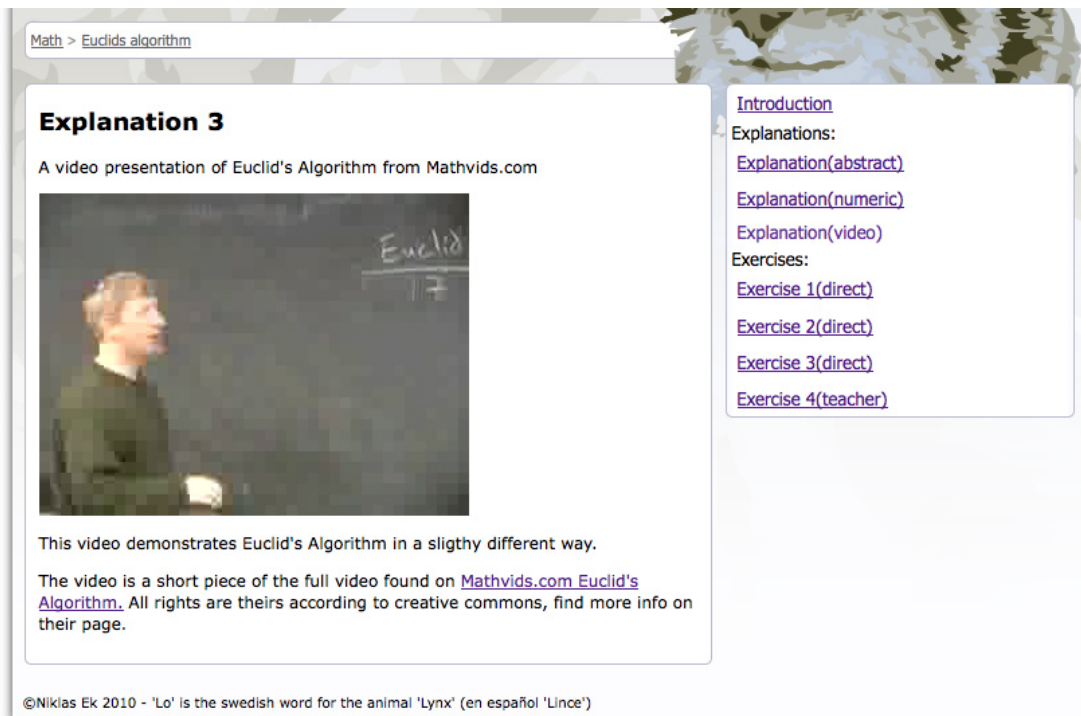 Math > Euclids algorithm
Explanation 3
A video presentation of Euclid's Algorithm from Mathvids.com
Euclid
17
This video demonstrates Euclid's Algorithm in a sligthy different way.
The video is a short piece of the full video found on Mathvids.com Euclid's
Algorithm. All rights are theirs according to creative commons, find more info on
their page.
Introduction
Explanations:
Explanation(abstract)
Explanation(numeric)
Explanation(video)
Exercises:
Exercise 1(direct)
Exercise 2(direct)
Exercise 3(direct)
Exercise 4(teacher)
©Niklas Ek 2010 - 'Lo' is the swedish word for the animal 'Lynx' (en español 'Lince')